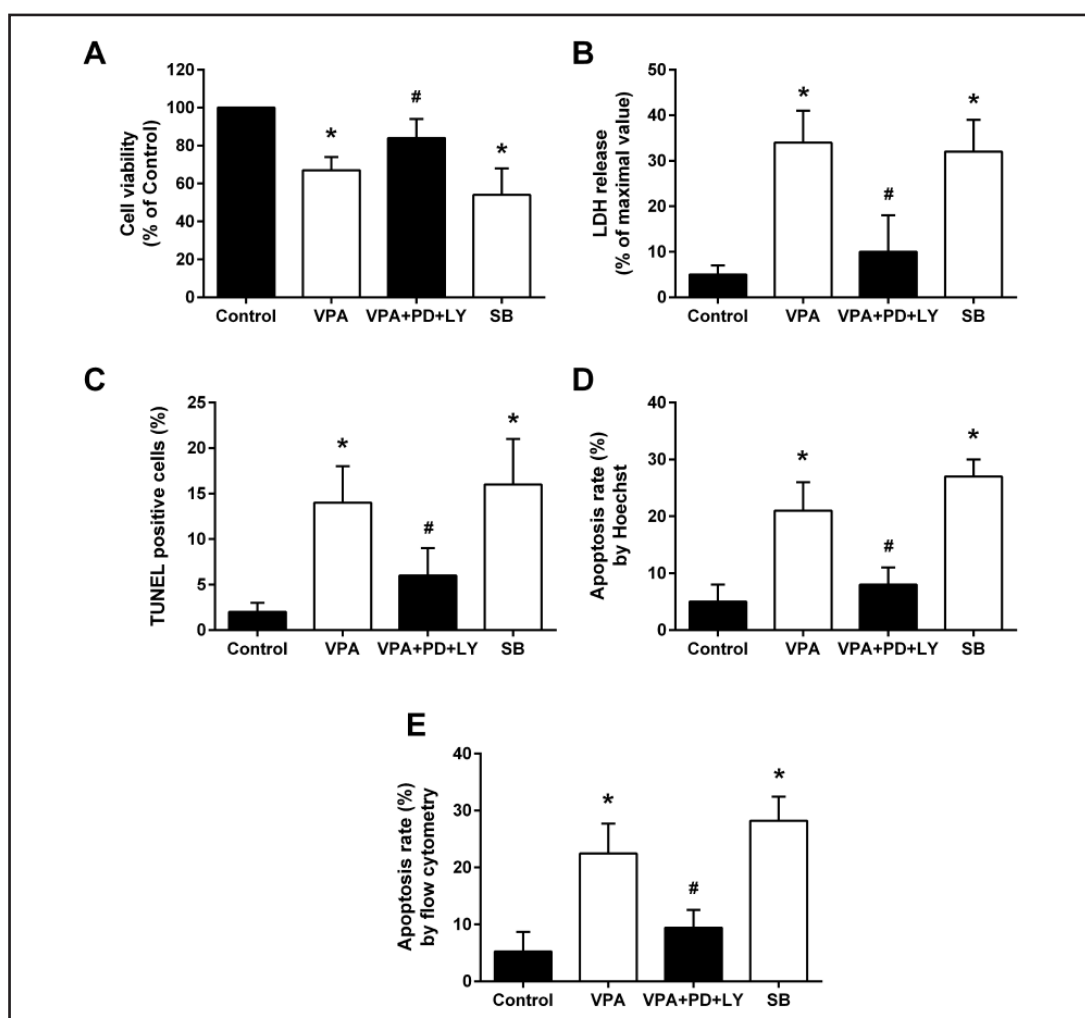 A
Cell viability
(% of Control)
120
100
80
60
40
20
0
*
#
*
Control VPA VPA+PD+LY SB
B
LDH release
(% of maximal value)
50
40
30
20
10
0
*
#
*
Control VPA VPA+PD+LY SB
C
TUNEL positive cells (%)
25
20
15
10
5
0
*
#
*
Control VPA VPA+PD+LY SB
D
Apoptosis rate (%)
by Hoechst
40
30
20
10
0
*
#
*
Control VPA VPA+PD+LY SB
E
Apoptosis rate (%)
by flow cytometry
40
30
20
10
0
*
#
*
Control VPA VPA+PD+LY SB